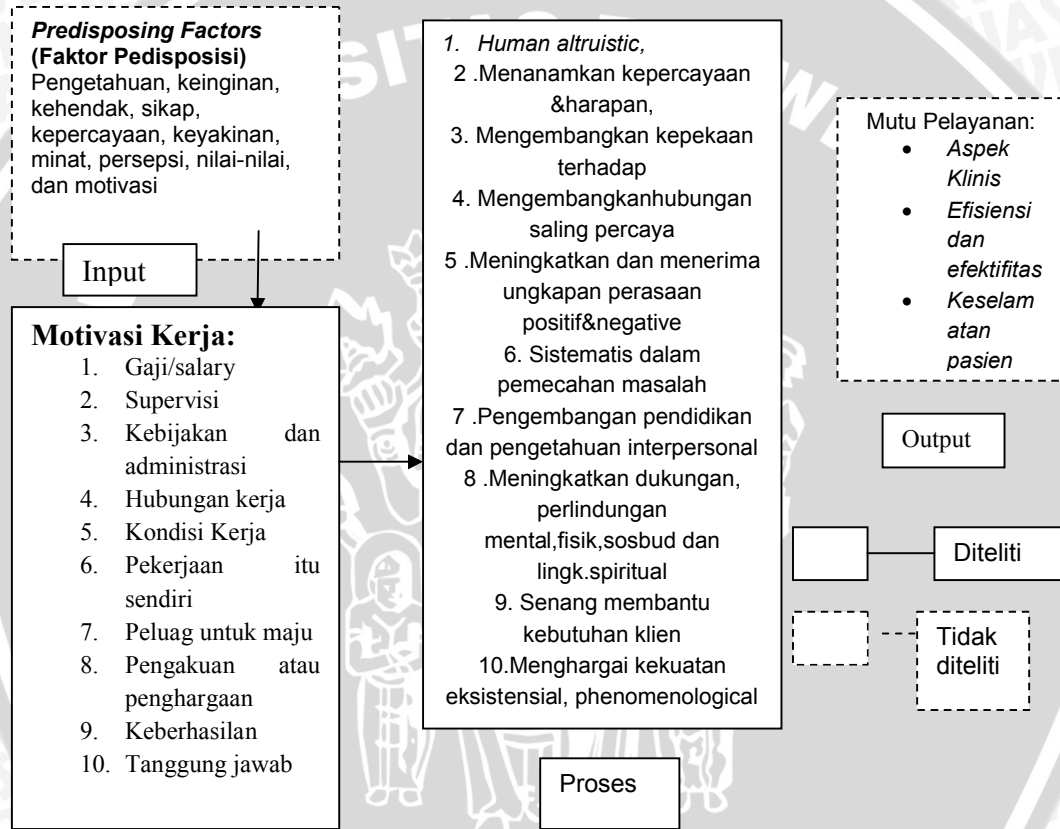 Predisposing Factors
(Faktor Pedisposisi)
Pengetahuan, keinginan,
kehendak, sikap,
kepercayaan, keyakinan,
minat, persepsi, nilai-nilai,
dan motivasi
Input
Motivasi Kerja:
1. Gaji/salary
2. Supervisi
3. Kebijakan dan
administrasi
4. Hubungan kerja
5. Kondisi Kerja
6. Pekerjaan itu
sendiri
7. Peluag untuk maju
8. Pengakuan atau
penghargaan
9. Keberhasilan
10. Tanggung jawab
1. Human altruistic,
2 .Menanamkan kepercayaan
&harapan,
3. Mengembangkan kepekaan
terhadap
4. Mengembangkanhubungan
saling percaya
5 .Meningkatkan dan menerima
ungkapan perasaan
positif&negative
6. Sistematis dalam
pemecahan masalah
7 .Pengembangan pendidikan
dan pengetahuan interpersonal
8 .Meningkatkan dukungan,
perlindungan
mental,fisik,sosbud dan
lingk.spiritual
9. Senang membantu
kebutuhan klien
10.Menghargai kekuatan
eksistensial, phenomenological
Proses
Mutu Pelayanan:
• Aspek
Klinis
• Efisiensi
dan
efektifitas
• Keselam
atan
pasien
Output
Diteliti
Tidak
diteliti